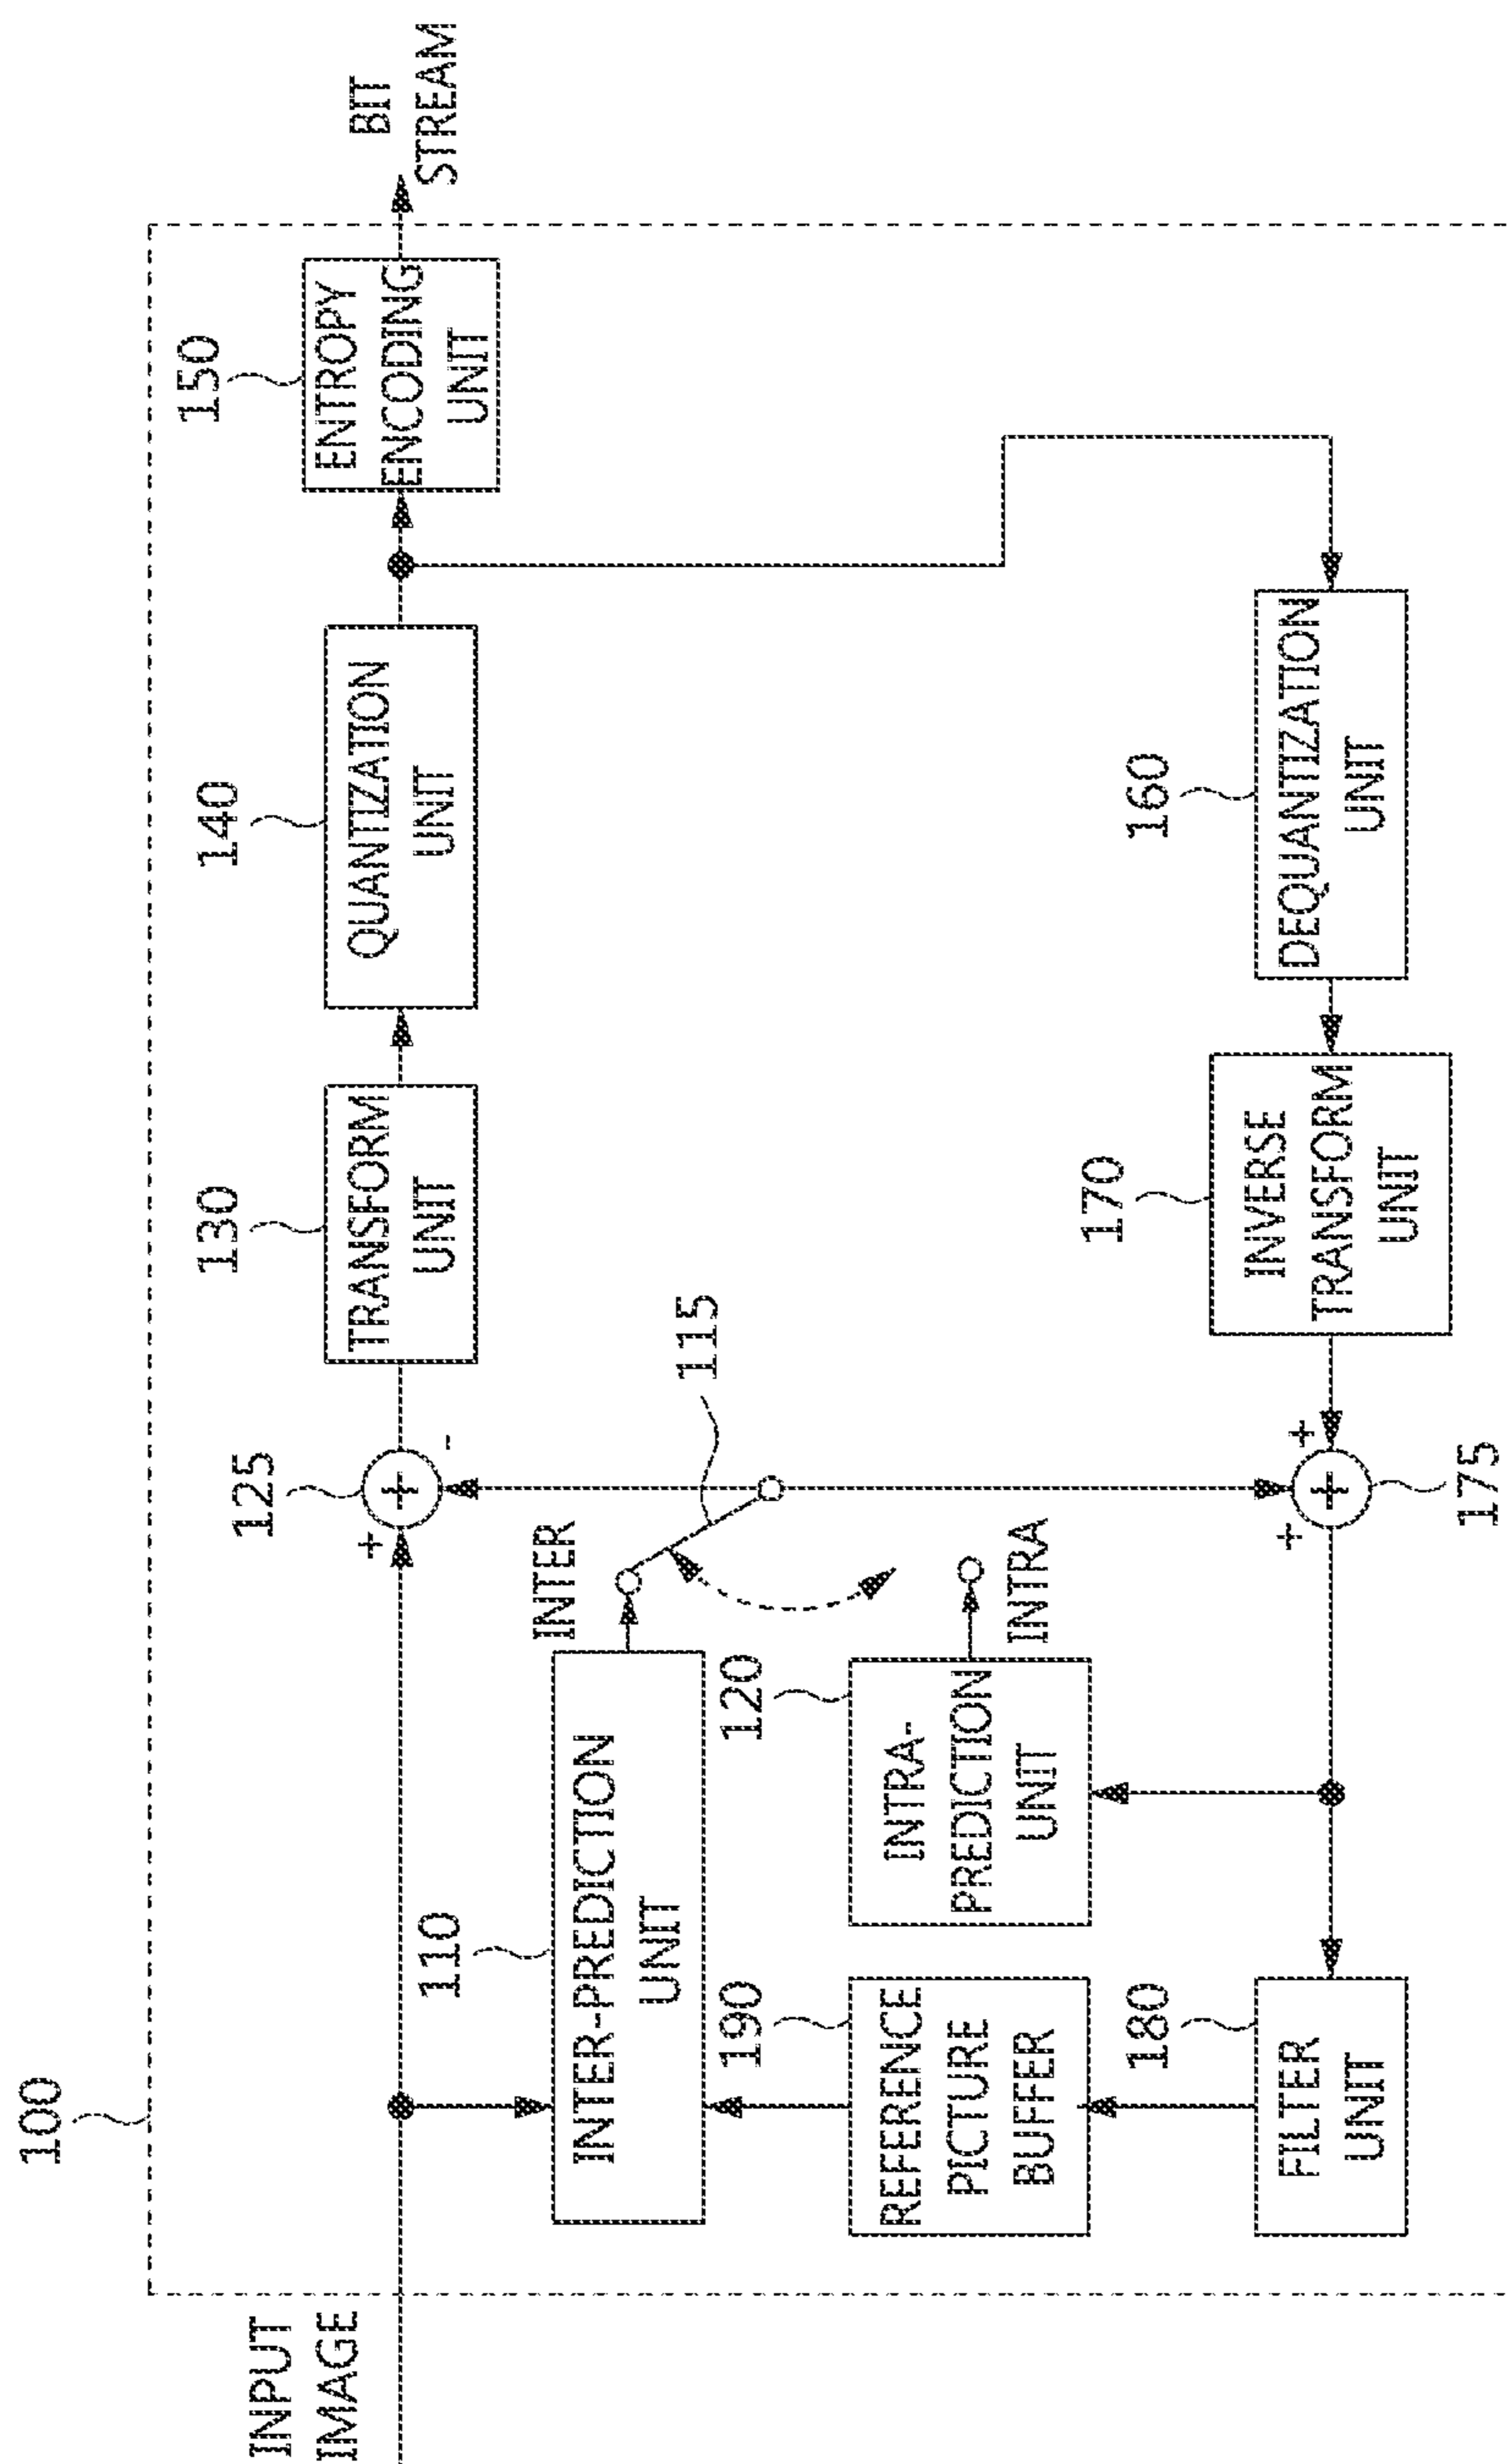 100
INPUT
IMAGE
125
+
-
130
TRANSFORM
UNIT
140
QUANTIZATION
UNIT
150
ENTROPY
ENCODING
UNIT
BIT
STREAM
110
INTER-PREDICTION
UNIT
INTER
115
190
REFERENCE
PICTURE
BUFFER
120
INTRA-
PREDICTION
UNIT
INTRA
180
FILTER
UNIT
+
+
175
170
INVERSE
TRANSFORM
UNIT
160
DEQUANTIZATION
UNIT